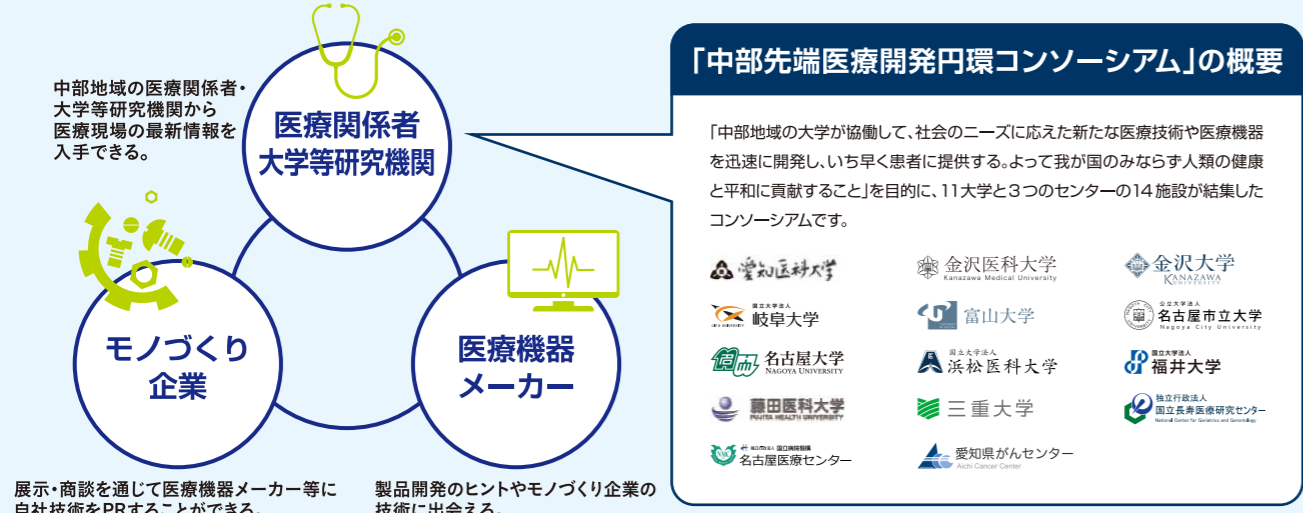 中部地域の医療関係者・
大学等研究機関から
医療現場の最新情報を
入手できる。
医療関係者
大学等研究機関
モノづくり
企業
医療機器
メーカー
展示・商談を通じて医療機器メーカー等に
自社技術をPRすることができる。
製品開発のヒントやモノづくり企業の
技術に出会える。
「中部先端医療開発円環コンソーシアム」の概要
「中部地域の大学が協働して、社会のニーズに応えた新たな医療技術や医療機器
を迅速に開発し、いち早く患者に提供する。よって我が国のみならず人類の健康
と平和に貢献すること」を目的に、11大学と3つのセンターの14施設が結集した
コンソーシアムです。
愛知医科大学
金沢医科大学
Kanazawa Medical University
金沢大学
KANAZAWA
UNIVERSITY
国立大学法人
岐阜大学
富山大学
公立大学法人
名古屋市立大学
Nagoya City University
名古屋大学
NAGOYA UNIVERSITY
国立大学法人
浜松医科大学
国立大学法人
福井大学
藤田医科大学
FUJITA HEALTH UNIVERSITY
三重大学
独立行政法人
国立長寿医療研究センター
National Center for Geriatrics and Gerontology
国立病院機構
名古屋医療センター
愛知県がんセンター
Aichi Cancer Center